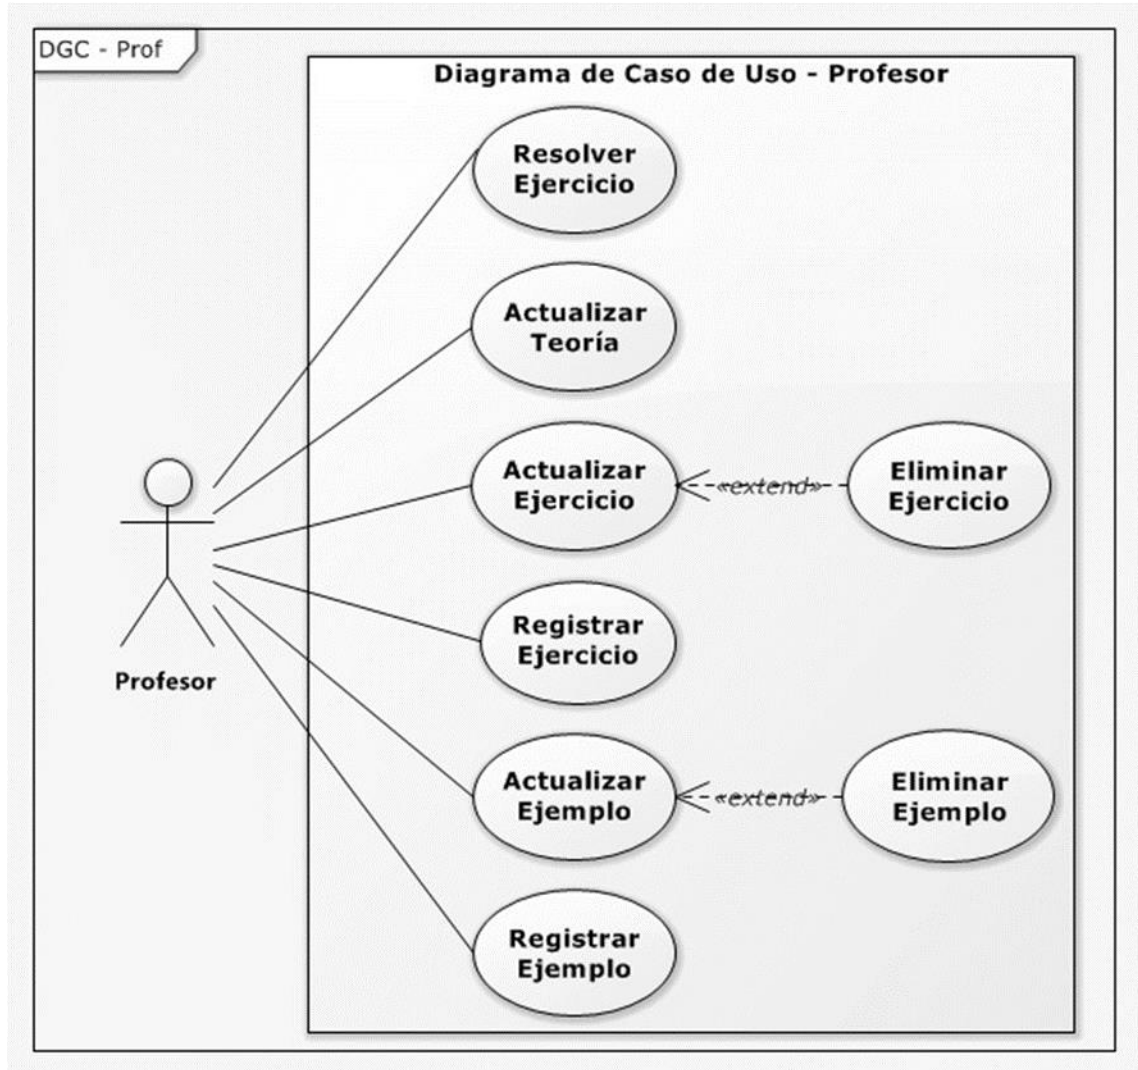 DGC - Prof
Diagrama de Caso de Uso - Profesor
Resolver
Ejercicio
Actualizar
Teoría
Actualizar
Ejercicio
«extend»
Eliminar
Ejercicio
Registrar
Ejercicio
Profesor
Actualizar
Ejemplo
«extend»
Eliminar
Ejemplo
Registrar
Ejemplo